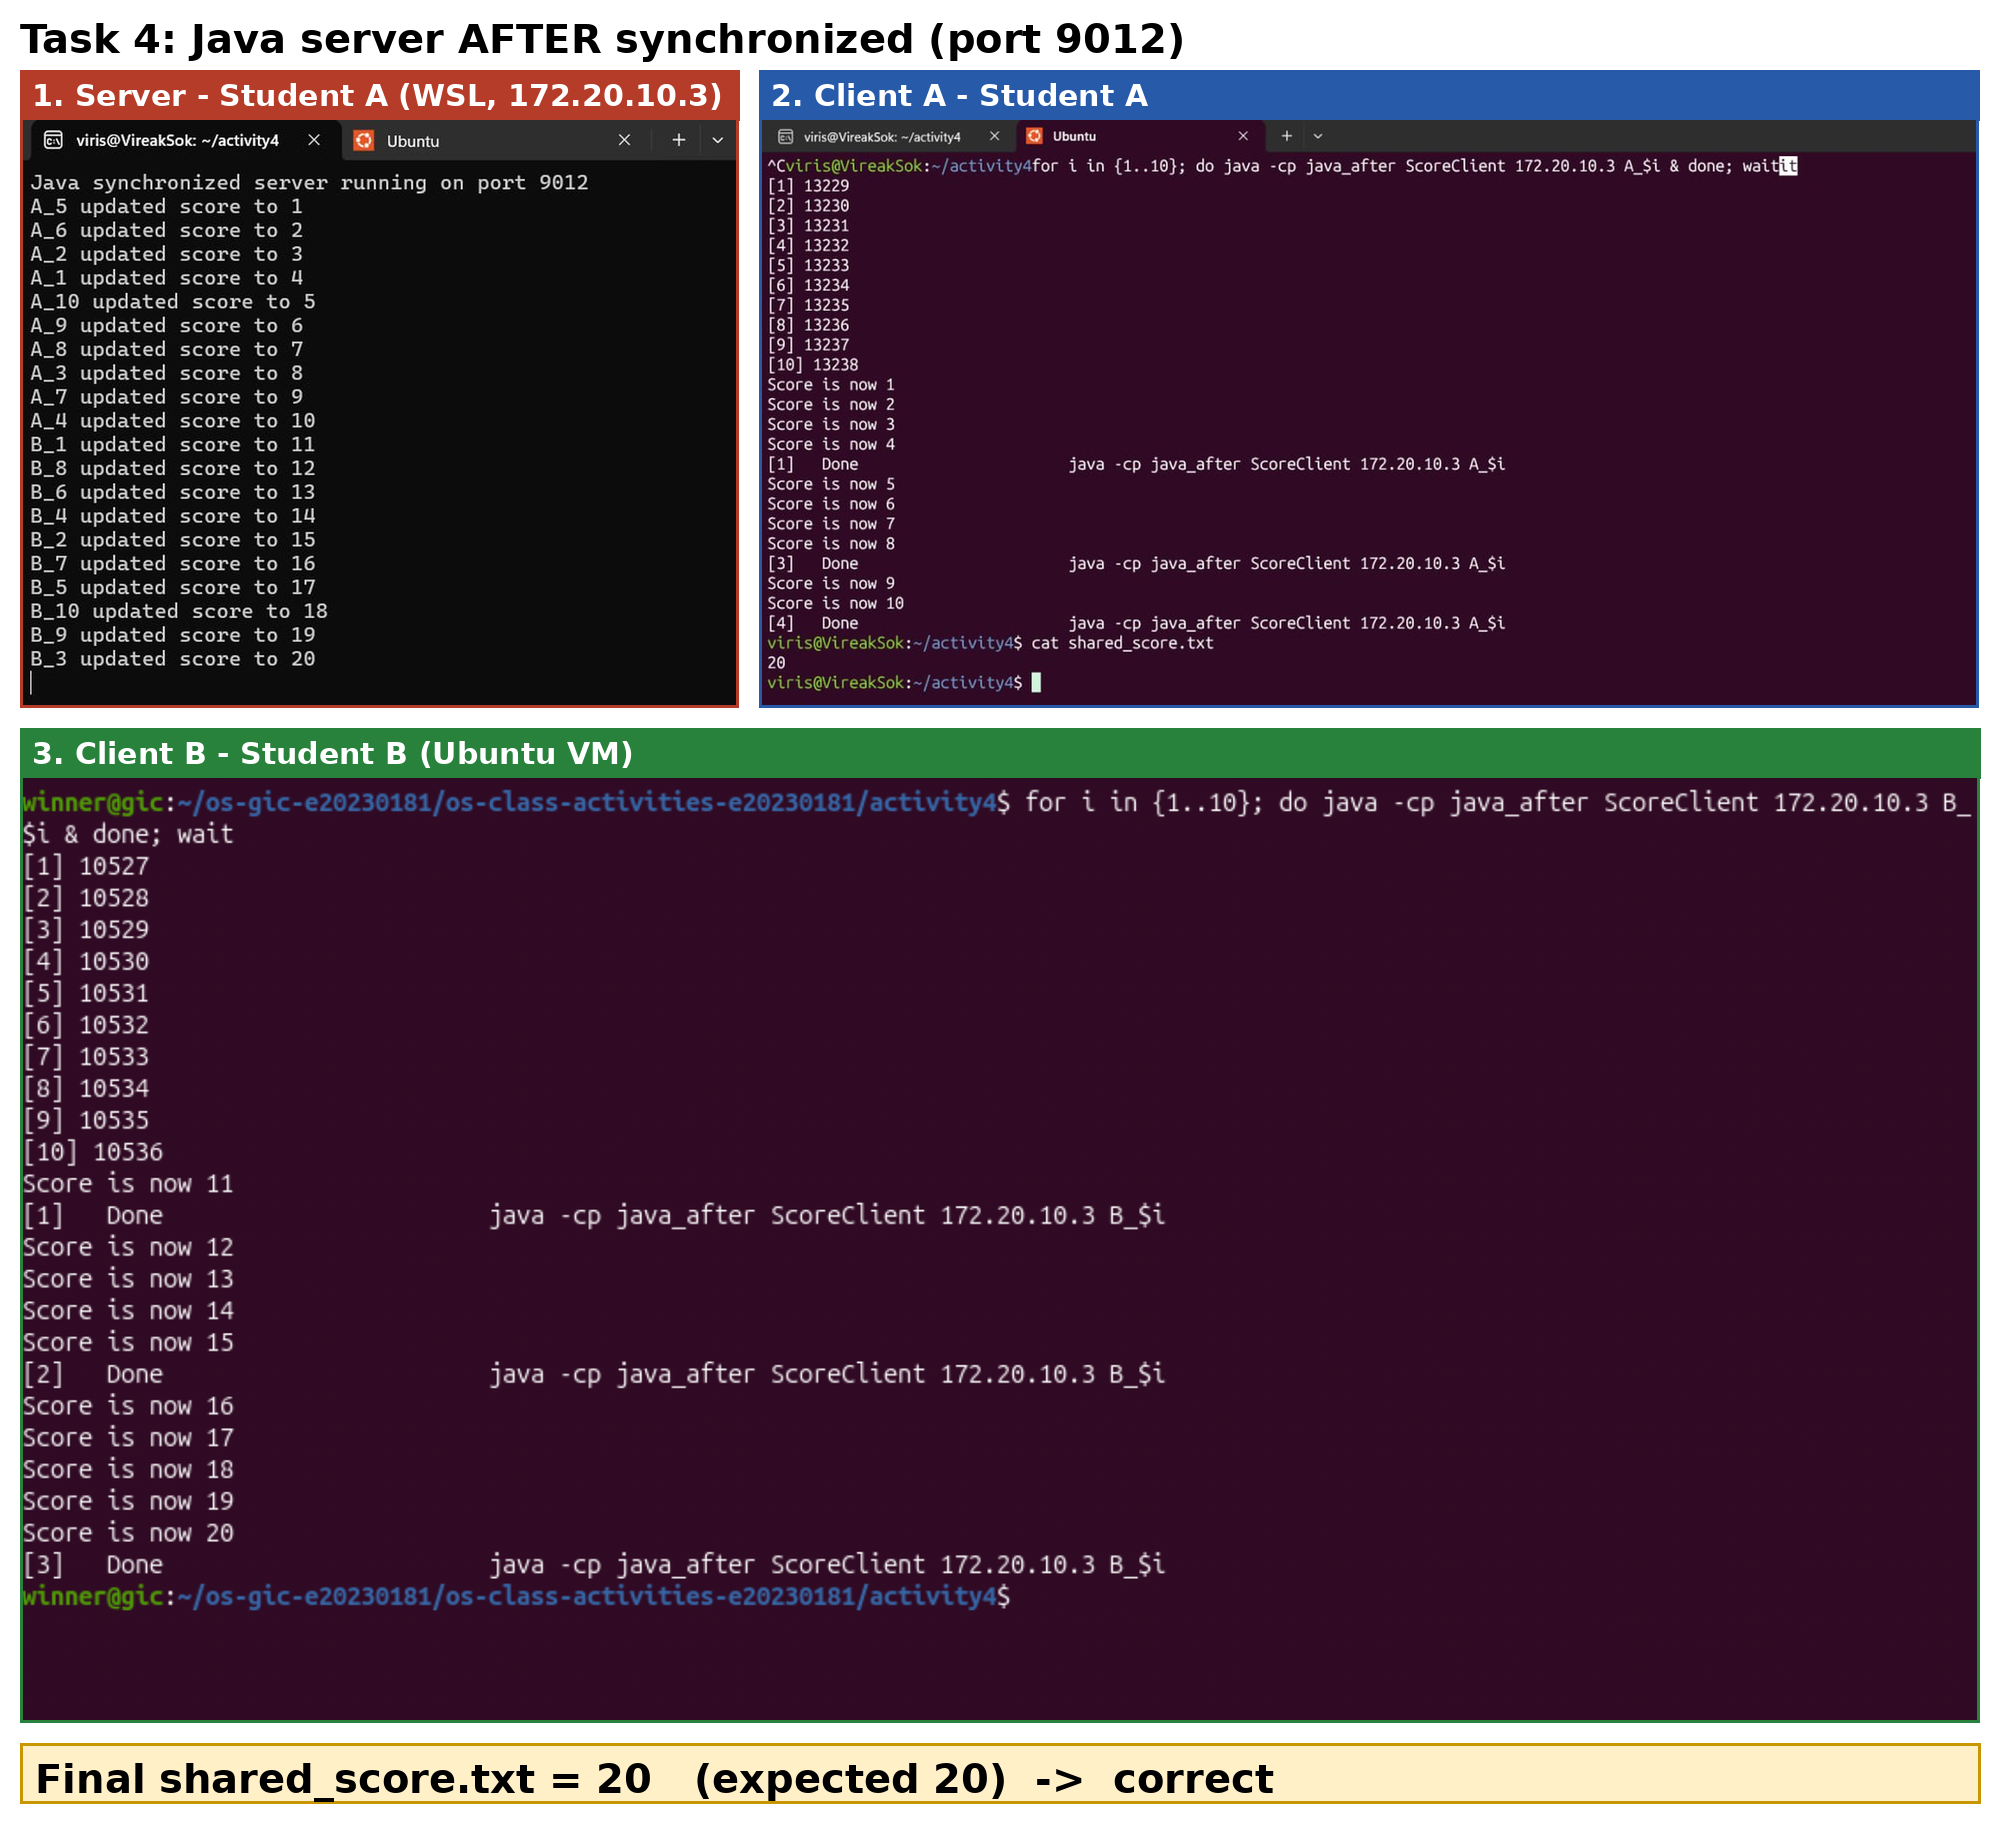 Task 4: Java server AFTER synchronized (port 9012)
1. Server - Student A (WSL, 172.20.10.3)
viris@VireakSok: ~/activity4
Ubuntu
Java synchronized server running on port 9012
A_5 updated score to 1
A_6 updated score to 2
A_2 updated score to 3
A_1 updated score to 4
A_10 updated score to 5
A_9 updated score to 6
A_8 updated score to 7
A_3 updated score to 8
A_7 updated score to 9
A_4 updated score to 10
B_1 updated score to 11
B_8 updated score to 12
B_6 updated score to 13
B_4 updated score to 14
B_2 updated score to 15
B_7 updated score to 16
B_5 updated score to 17
B_10 updated score to 18
B_9 updated score to 19
B_3 updated score to 20
2. Client A - Student A
viris@VireakSok: ~/activity4
Ubuntu
^Cviris@VireakSok:~/activity4for i in {1..10}; do java -cp java_after ScoreClient 172.20.10.3 A_$i & done; waitit
[1] 13229
[2] 13230
[3] 13231
[4] 13232
[5] 13233
[6] 13234
[7] 13235
[8] 13236
[9] 13237
[10] 13238
Score is now 1
Score is now 2
Score is now 3
Score is now 4
[1]   Done                       java -cp java_after ScoreClient 172.20.10.3 A_$i
Score is now 5
Score is now 6
Score is now 7
Score is now 8
[3]   Done                       java -cp java_after ScoreClient 172.20.10.3 A_$i
Score is now 9
Score is now 10
[4]   Done                       java -cp java_after ScoreClient 172.20.10.3 A_$i
viris@VireakSok:~/activity4$ cat shared_score.txt
20
viris@VireakSok:~/activity4$
3. Client B - Student B (Ubuntu VM)
winner@gic:~/os-gic-e20230181/os-class-activities-e20230181/activity4$ for i in {1..10}; do java -cp java_after ScoreClient 172.20.10.3 B_
$i & done; wait
[1] 10527
[2] 10528
[3] 10529
[4] 10530
[5] 10531
[6] 10532
[7] 10533
[8] 10534
[9] 10535
[10] 10536
Score is now 11
[1]   Done                       java -cp java_after ScoreClient 172.20.10.3 B_$i
Score is now 12
Score is now 13
Score is now 14
Score is now 15
[2]   Done                       java -cp java_after ScoreClient 172.20.10.3 B_$i
Score is now 16
Score is now 17
Score is now 18
Score is now 19
Score is now 20
[3]   Done                       java -cp java_after ScoreClient 172.20.10.3 B_$i
winner@gic:~/os-gic-e20230181/os-class-activities-e20230181/activity4$
Final shared_score.txt = 20   (expected 20)  ->  correct